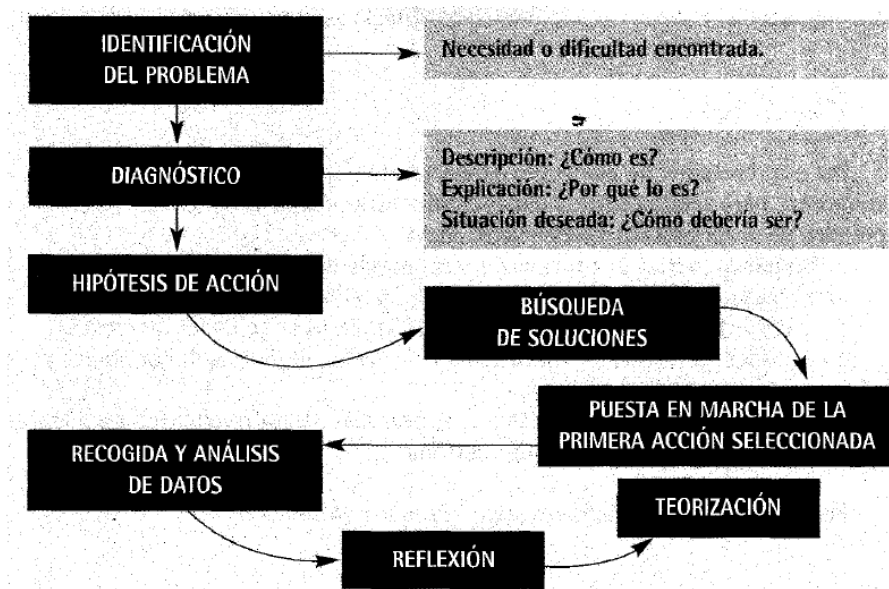 IDENTIFICACIÓN
DEL PROBLEMA
Necesidad o dificultad encontrada.
DIAGNÓSTICO
Descripción: ¿Cómo es?
Explicación: ¿Por qué lo es?
Situación deseada: ¿Cómo debería ser?
HIPÓTESIS DE ACCIÓN
BÚSQUEDA
DE SOLUCIONES
PUESTA EN MARCHA DE LA
PRIMERA ACCIÓN SELECCIONADA
RECOGIDA Y ANÁLISIS
DE DATOS
REFLEXIÓN
TEORIZACIÓN